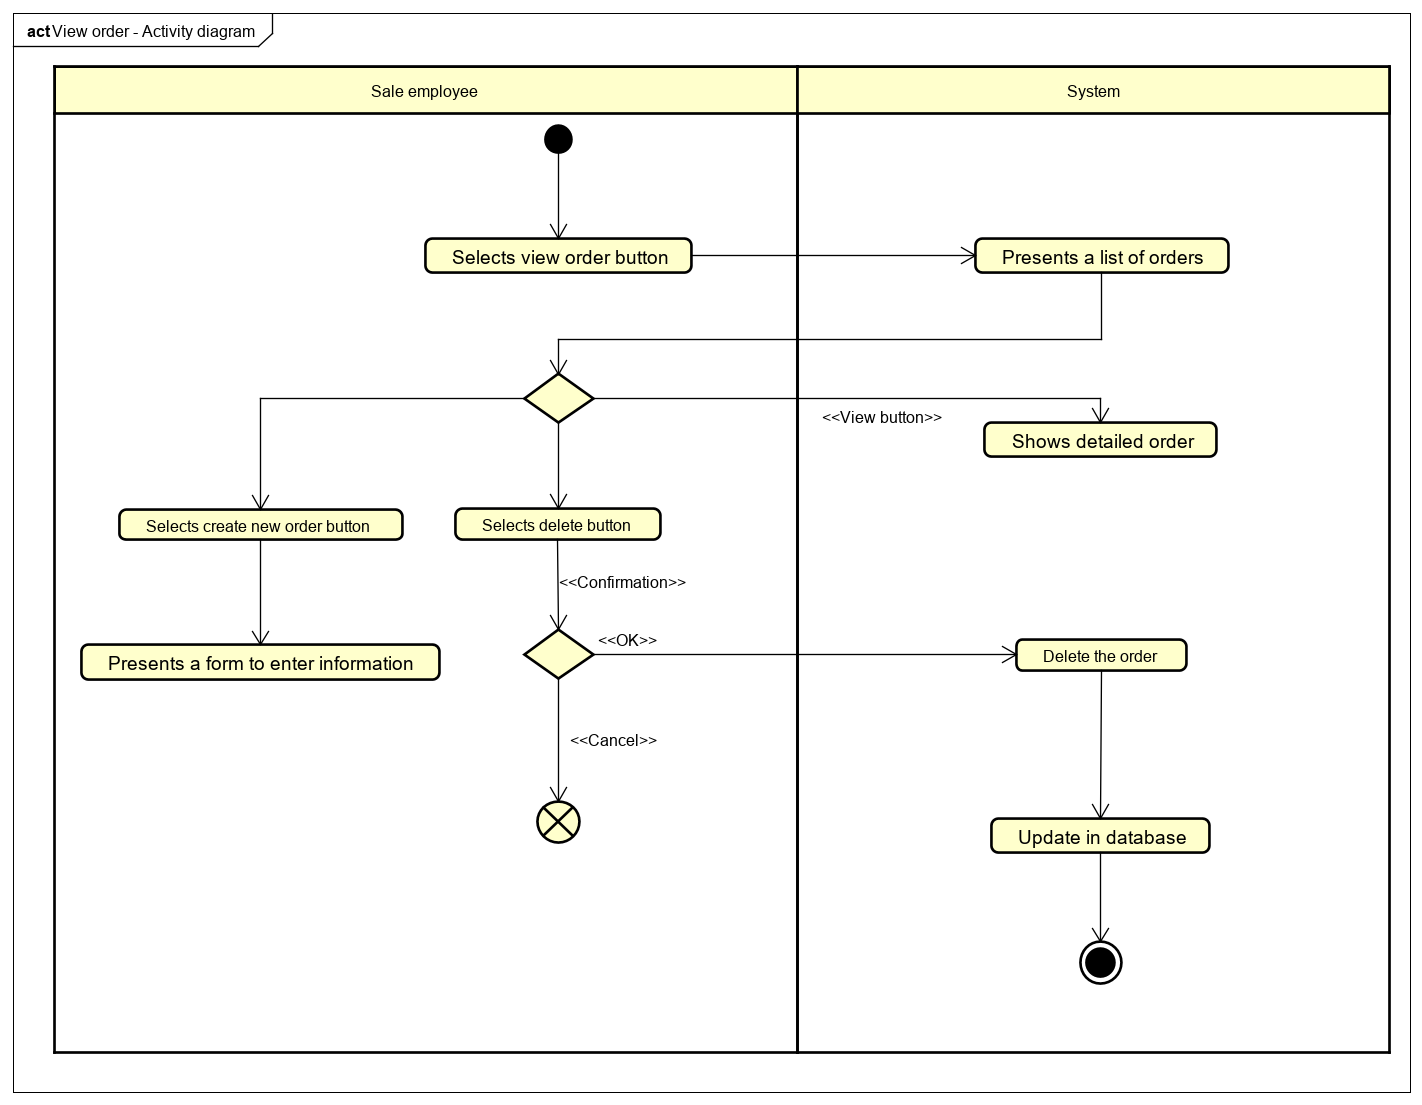 act View order - Activity diagram
Sale employee
System
Selects view order button
Presents a list of orders
<<View button>>
Shows detailed order
Selects create new order button
Selects delete button
<<Confirmation>>
<<OK>>
Delete the order
Presents a form to enter information
<<Cancel>>
Update in database